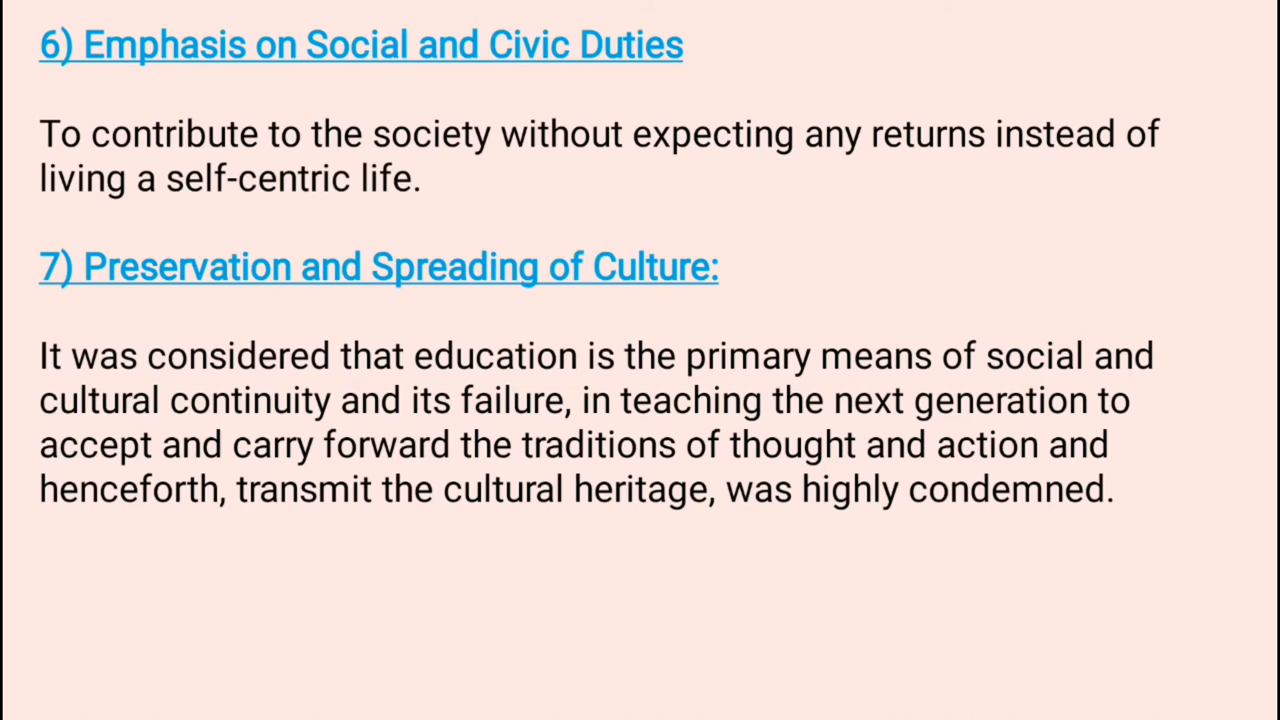 6) Emphasis on Social and Civic Duties
To contribute to the society without expecting any returns instead of
living a self-centric life.
7) Preservation and Spreading of Culture:
It was considered that education is the primary means of social and
cultural continuity and its failure, in teaching the next generation to
accept and carry forward the traditions of thought and action and
henceforth, transmit the cultural heritage, was highly condemned.